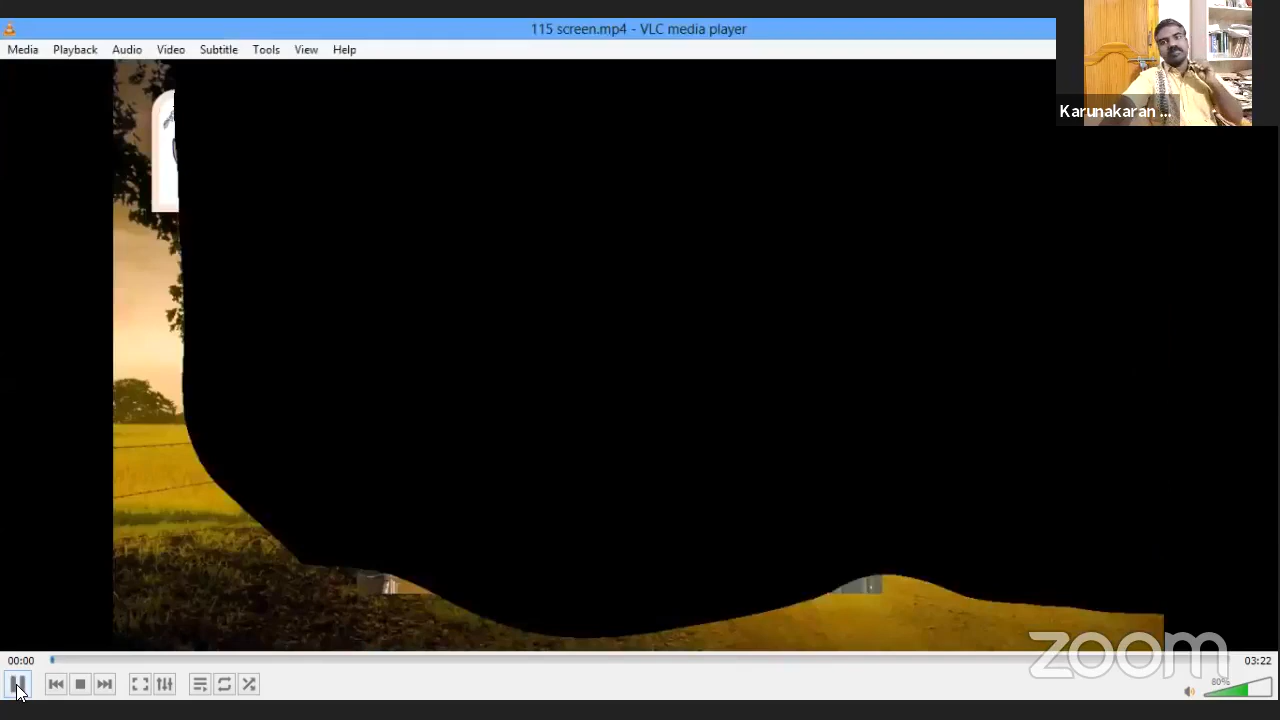 115 screen.mp4 - VLC media player
Media Playback Audio Video Subtitle Tools View Help
Karunakaran ...
00:00
03:22
80%
zoom